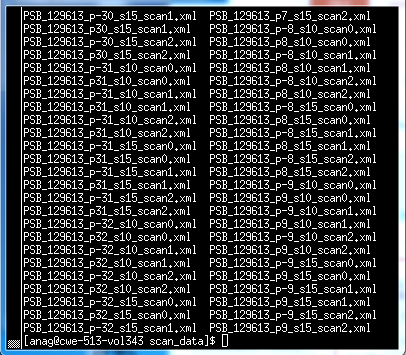 PSB_129613_p-30_s15_scan1.xml  PSB_129613_p7_s15_scan2.xml
PSB_129613_p30_s15_scan1.xml   PSB_129613_p-8_s10_scan0.xml
PSB_129613_p-30_s15_scan2.xml  PSB_129613_p8_s10_scan0.xml
PSB_129613_p30_s15_scan2.xml   PSB_129613_p-8_s10_scan1.xml
PSB_129613_p-31_s10_scan0.xml  PSB_129613_p8_s10_scan1.xml
PSB_129613_p31_s10_scan0.xml   PSB_129613_p-8_s10_scan2.xml
PSB_129613_p-31_s10_scan1.xml  PSB_129613_p8_s10_scan2.xml
PSB_129613_p31_s10_scan1.xml   PSB_129613_p-8_s15_scan0.xml
PSB_129613_p-31_s10_scan2.xml  PSB_129613_p8_s15_scan0.xml
PSB_129613_p31_s10_scan2.xml   PSB_129613_p-8_s15_scan1.xml
PSB_129613_p-31_s15_scan0.xml  PSB_129613_p8_s15_scan1.xml
PSB_129613_p31_s15_scan0.xml   PSB_129613_p-8_s15_scan2.xml
PSB_129613_p-31_s15_scan1.xml  PSB_129613_p8_s15_scan2.xml
PSB_129613_p31_s15_scan1.xml   PSB_129613_p-9_s10_scan0.xml
PSB_129613_p-31_s15_scan2.xml  PSB_129613_p9_s10_scan0.xml
PSB_129613_p31_s15_scan2.xml   PSB_129613_p-9_s10_scan1.xml
PSB_129613_p-32_s10_scan0.xml  PSB_129613_p9_s10_scan1.xml
PSB_129613_p32_s10_scan0.xml   PSB_129613_p-9_s10_scan2.xml
PSB_129613_p-32_s10_scan1.xml  PSB_129613_p9_s10_scan2.xml
PSB_129613_p32_s10_scan1.xml   PSB_129613_p-9_s15_scan0.xml
PSB_129613_p-32_s10_scan2.xml  PSB_129613_p9_s15_scan0.xml
PSB_129613_p32_s10_scan2.xml   PSB_129613_p-9_s15_scan1.xml
PSB_129613_p-32_s15_scan0.xml  PSB_129613_p9_s15_scan1.xml
PSB_129613_p32_s15_scan0.xml   PSB_129613_p-9_s15_scan2.xml
PSB_129613_p-32_s15_scan1.xml  PSB_129613_p9_s15_scan2.xml
[anag@cwe-513-vol343 scan_data]$